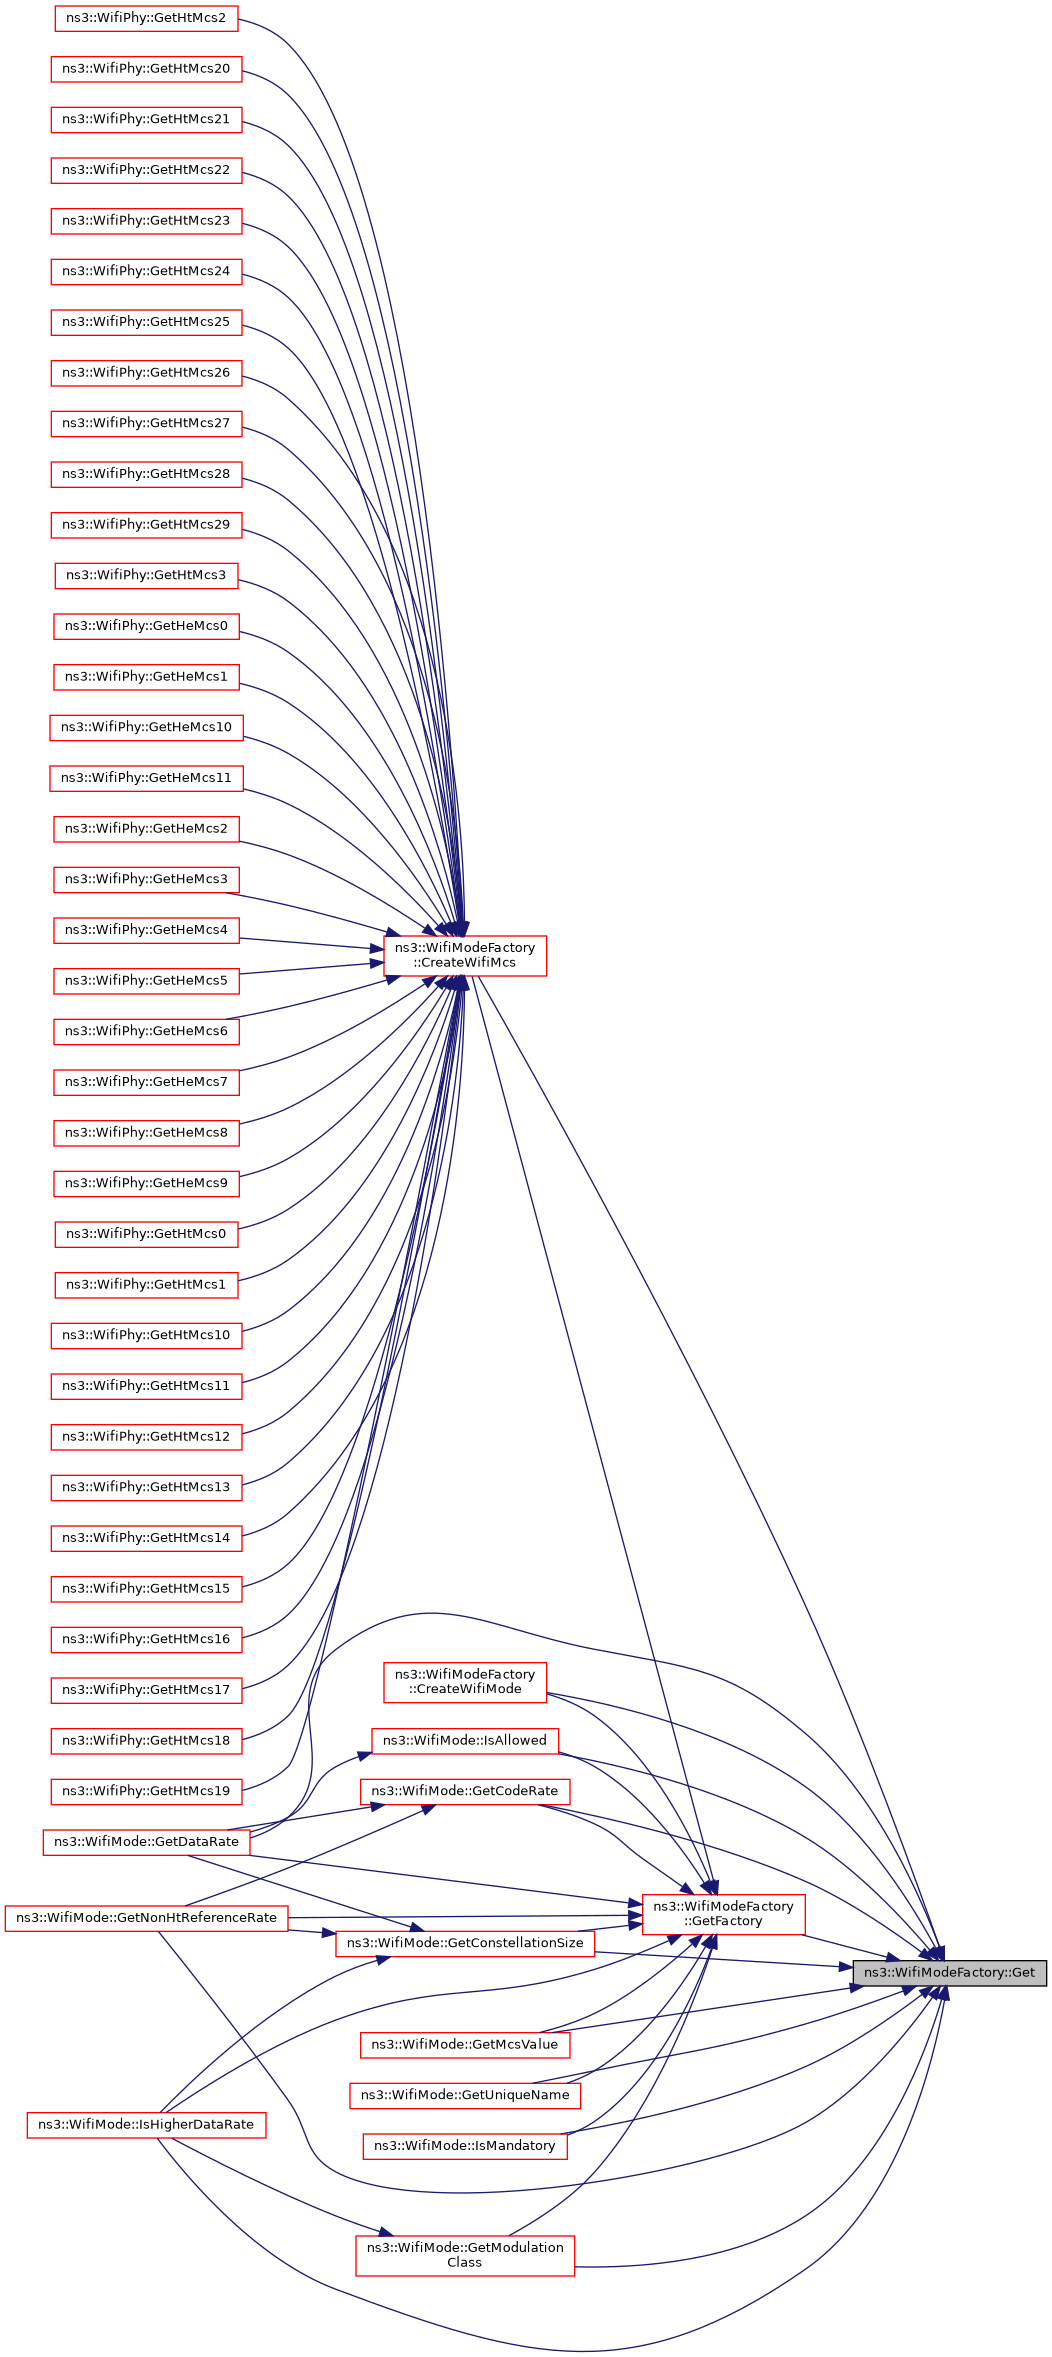 ns3::WifiPhy::GetHtMcs2
ns3::WifiPhy::GetHtMcs20
ns3::WifiPhy::GetHtMcs21
ns3::WifiPhy::GetHtMcs22
ns3::WifiPhy::GetHtMcs23
ns3::WifiPhy::GetHtMcs24
ns3::WifiPhy::GetHtMcs25
ns3::WifiPhy::GetHtMcs26
ns3::WifiPhy::GetHtMcs27
ns3::WifiPhy::GetHtMcs28
ns3::WifiPhy::GetHtMcs29
ns3::WifiPhy::GetHtMcs3
ns3::WifiPhy::GetHeMcs0
ns3::WifiPhy::GetHeMcs1
ns3::WifiPhy::GetHeMcs10
ns3::WifiPhy::GetHeMcs11
ns3::WifiPhy::GetHeMcs2
ns3::WifiPhy::GetHeMcs3
ns3::WifiPhy::GetHeMcs4
ns3::WifiModeFactory
::CreateWifiMcs
ns3::WifiPhy::GetHeMcs5
ns3::WifiPhy::GetHeMcs6
ns3::WifiPhy::GetHeMcs7
ns3::WifiPhy::GetHeMcs8
ns3::WifiPhy::GetHeMcs9
ns3::WifiPhy::GetHtMcs0
ns3::WifiPhy::GetHtMcs1
ns3::WifiPhy::GetHtMcs10
ns3::WifiPhy::GetHtMcs11
ns3::WifiPhy::GetHtMcs12
ns3::WifiPhy::GetHtMcs13
ns3::WifiPhy::GetHtMcs14
ns3::WifiPhy::GetHtMcs15
ns3::WifiPhy::GetHtMcs16
ns3::WifiPhy::GetHtMcs17
ns3::WifiPhy::GetHtMcs18
ns3::WifiPhy::GetHtMcs19
ns3::WifiModeFactory
::CreateWifiMode
ns3::WifiMode::IsAllowed
ns3::WifiMode::GetCodeRate
ns3::WifiMode::GetDataRate
ns3::WifiModeFactory
::GetFactory
ns3::WifiMode::GetNonHtReferenceRate
ns3::WifiMode::GetConstellationSize
ns3::WifiModeFactory::Get
ns3::WifiMode::GetMcsValue
ns3::WifiMode::GetUniqueName
ns3::WifiMode::IsHigherDataRate
ns3::WifiMode::IsMandatory
ns3::WifiMode::GetModulation
Class